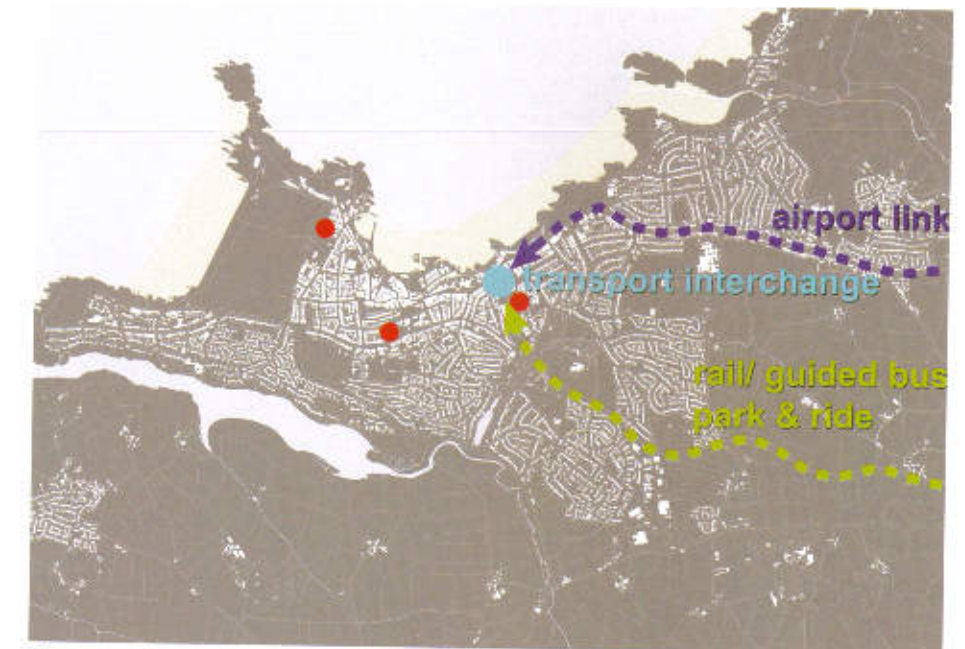 airport link
transport interchange
rail/ guided bus
park & ride